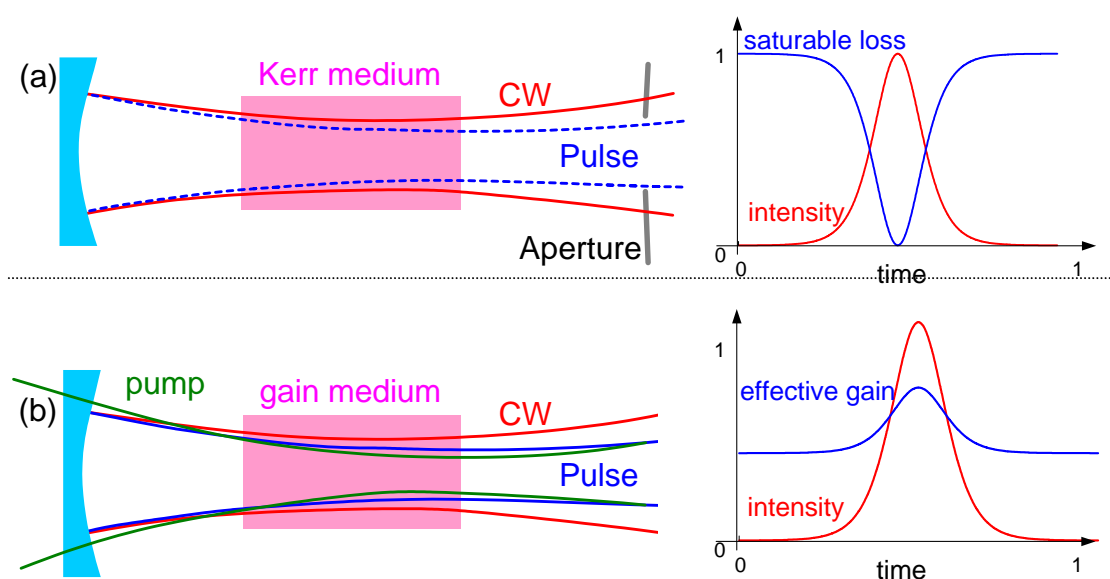 (a)
Kerr medium
CW
Pulse
Aperture
1
saturable loss
intensity
0
0
time
1
(b)
pump
gain medium
CW
Pulse
1
effective gain
intensity
0
0
time
1